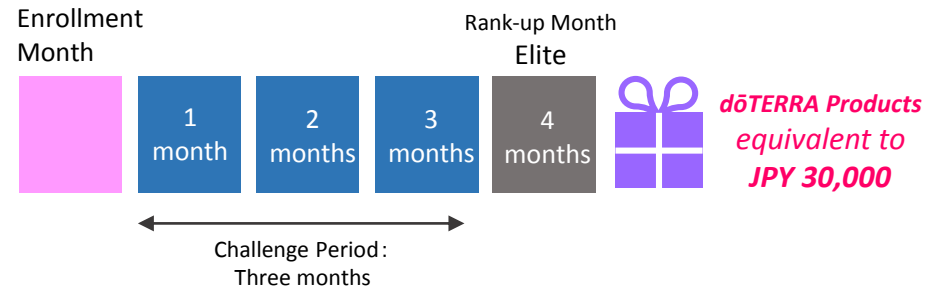 Enrollment
Month
Rank-up Month
Elite
1
month
2
months
3
months
4
months
dōTERRA Products
equivalent to
JPY 30,000
Challenge Period:
Three months